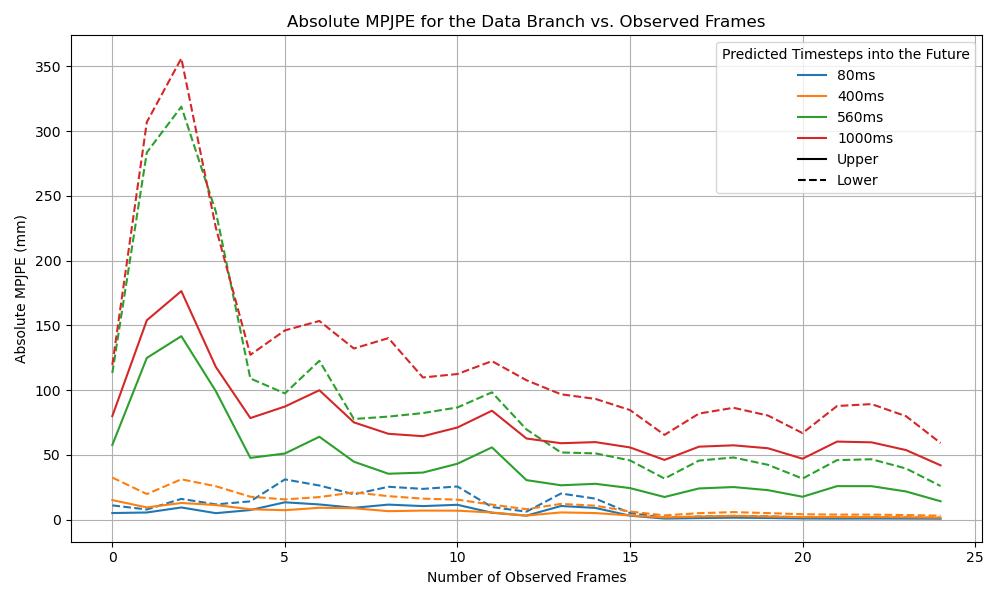 Absolute MPJPE for the Data Branch vs. Observed Frames
Predicted Timesteps into the Future
80ms
400ms
560ms
1000ms
Upper
Lower
Absolute MPJPE (mm)
350
300
250
200
150
100
50
0
0 5 10 15 20 25
Number of Observed Frames